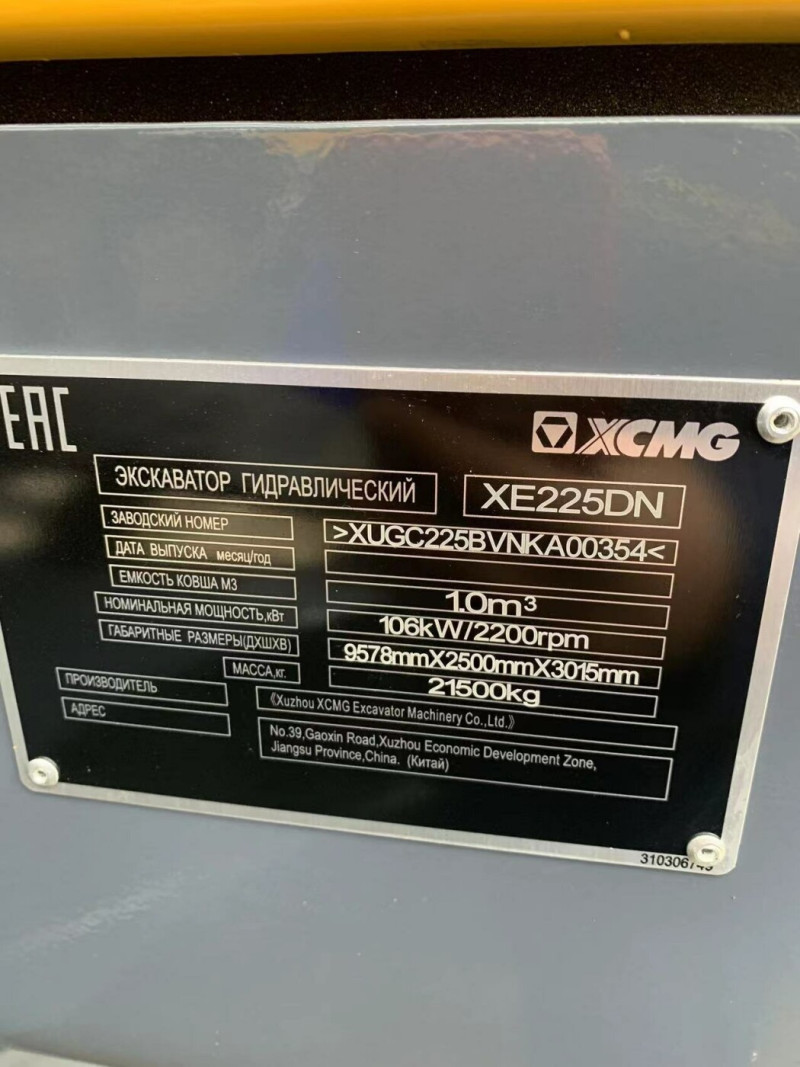 EAC
XCMG
ЭКСКАВАТОР ГИДРАВЛИЧЕСКИЙ XE225DN
ЗАВОДСКИЙ НОМЕР >XUGC225BVNKA00354<
ДАТА ВЫПУСКА месяц/год
ЕМКОСТЬ КОВША М3 1.0m³
НОМИНАЛЬНАЯ МОЩНОСТЬ,кВт 106kW/2200rpm
ГАБАРИТНЫЕ РАЗМЕРЫ(ДХШХВ) 9578mmX2500mmX3015mm
МАССА,кг. 21500kg
ПРОИЗВОДИТЕЛЬ 《Xuzhou XCMG Excavator Machinery Co.,Ltd.》
АДРЕС No.39,Gaoxin Road,Xuzhou Economic Development Zone,
Jiangsu Province,China. (Китай)